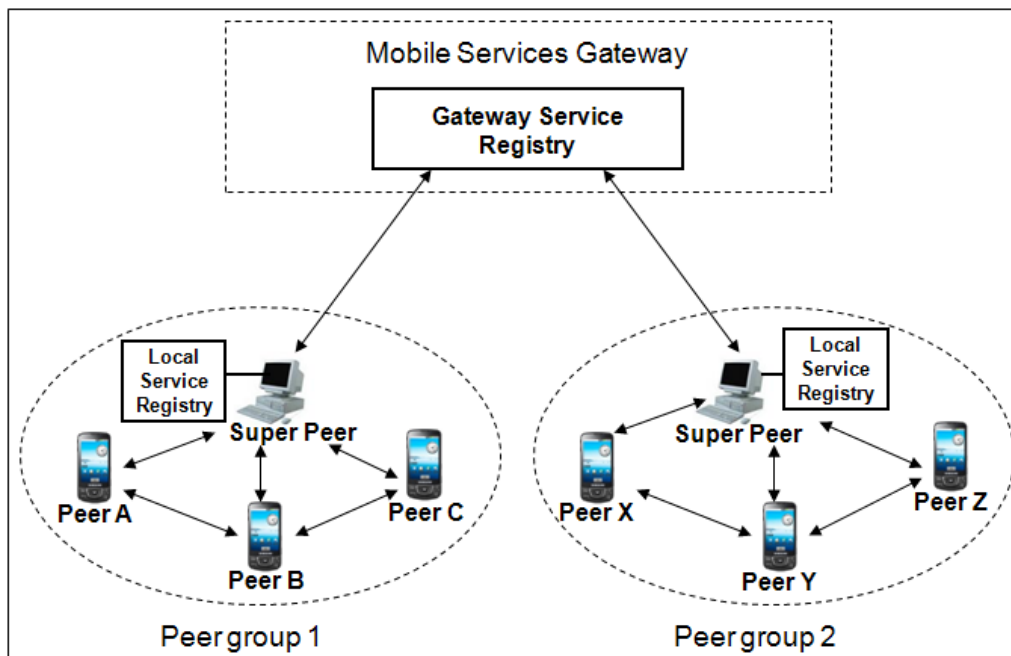 Mobile Services Gateway
Gateway Service
Registry
Local
Service
Registry
Super Peer
Peer A
Peer B
Peer C
Peer group 1
Local
Service
Registry
Super Peer
Peer X
Peer Y
Peer Z
Peer group 2